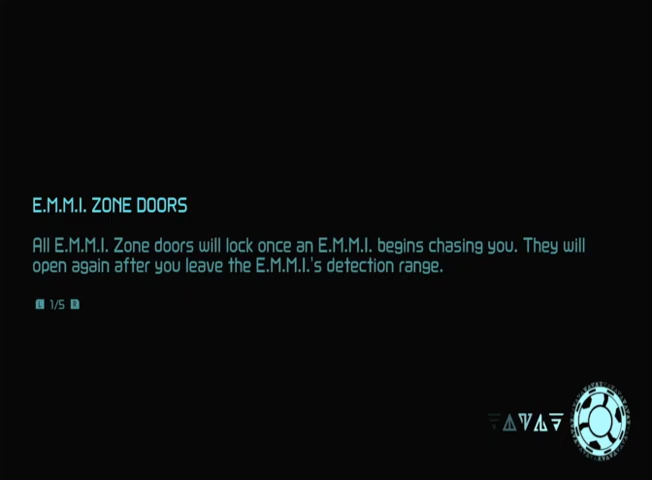 E.M.M.I. ZONE DOORS
All E.M.M.I. Zone doors will lock once an E.M.M.I. begins chasing you. They will
open again after you leave the E.M.M.I.'s detection range.
L 1/5 R